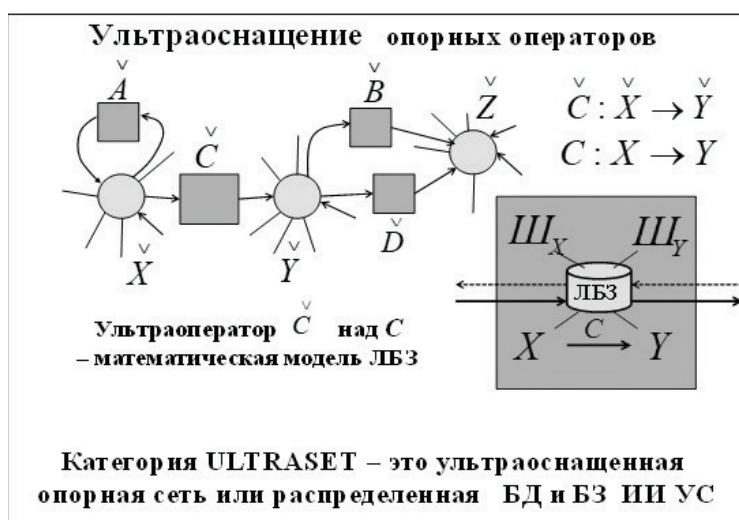 Ультраоснащение опорных операторов
Ǎ
Č
B̌
Ď
X̌
Y̌
Ž
Č : X̌ → Y̌
C : X → Y
Ш_X Ш_Y
ЛБЗ
X C Y
Ультраоператор Č над C
– математическая модель ЛБЗ
Категория ULTRASET – это ультраоснащенная
опорная сеть или распределенная БД и БЗ ИИ УС